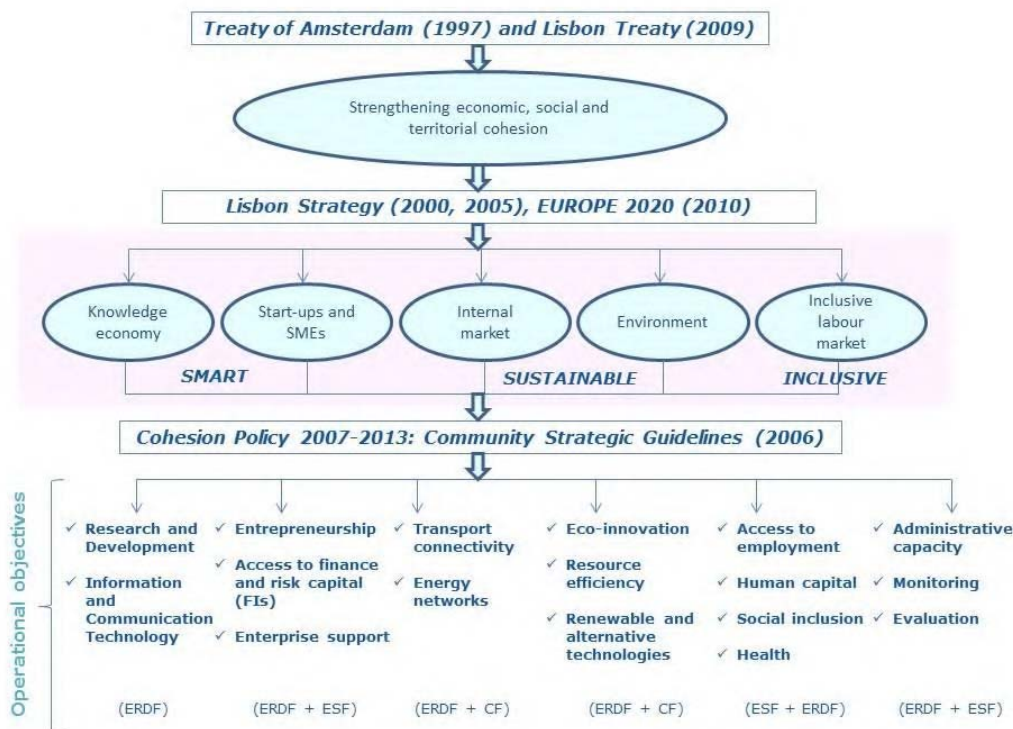 Treaty of Amsterdam (1997) and Lisbon Treaty (2009)
Strengthening economic, social and
territorial cohesion
Lisbon Strategy (2000, 2005), EUROPE 2020 (2010)
Knowledge
economy
Start-ups and
SMEs
Internal
market
Environment
Inclusive
labour
market
SMART
SUSTAINABLE
INCLUSIVE
Cohesion Policy 2007-2013: Community Strategic Guidelines (2006)
Operational objectives
✓ Research and
Development
✓ Information
and
Communication
Technology
(ERDF)
✓ Entrepreneurship
✓ Access to finance
and risk capital
(FIs)
✓ Enterprise support
(ERDF + ESF)
✓ Transport
connectivity
✓ Energy
networks
(ERDF + CF)
✓ Eco-innovation
✓ Resource
efficiency
✓ Renewable and
alternative
technologies
(ERDF + CF)
✓ Access to
employment
✓ Human capital
✓ Social inclusion
✓ Health
(ESF + ERDF)
✓ Administrative
capacity
✓ Monitoring
✓ Evaluation
(ERDF + ESF)